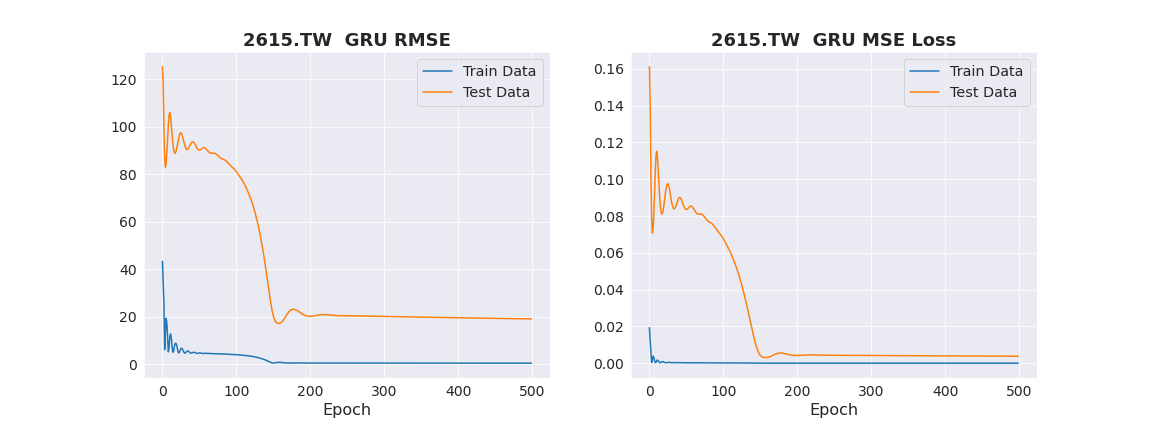 2615.TW  GRU RMSE
Train Data
Test Data
120
100
80
60
40
20
0
0 100 200 300 400 500
Epoch
2615.TW  GRU MSE Loss
Train Data
Test Data
0.16
0.14
0.12
0.10
0.08
0.06
0.04
0.02
0.00
0 100 200 300 400 500
Epoch